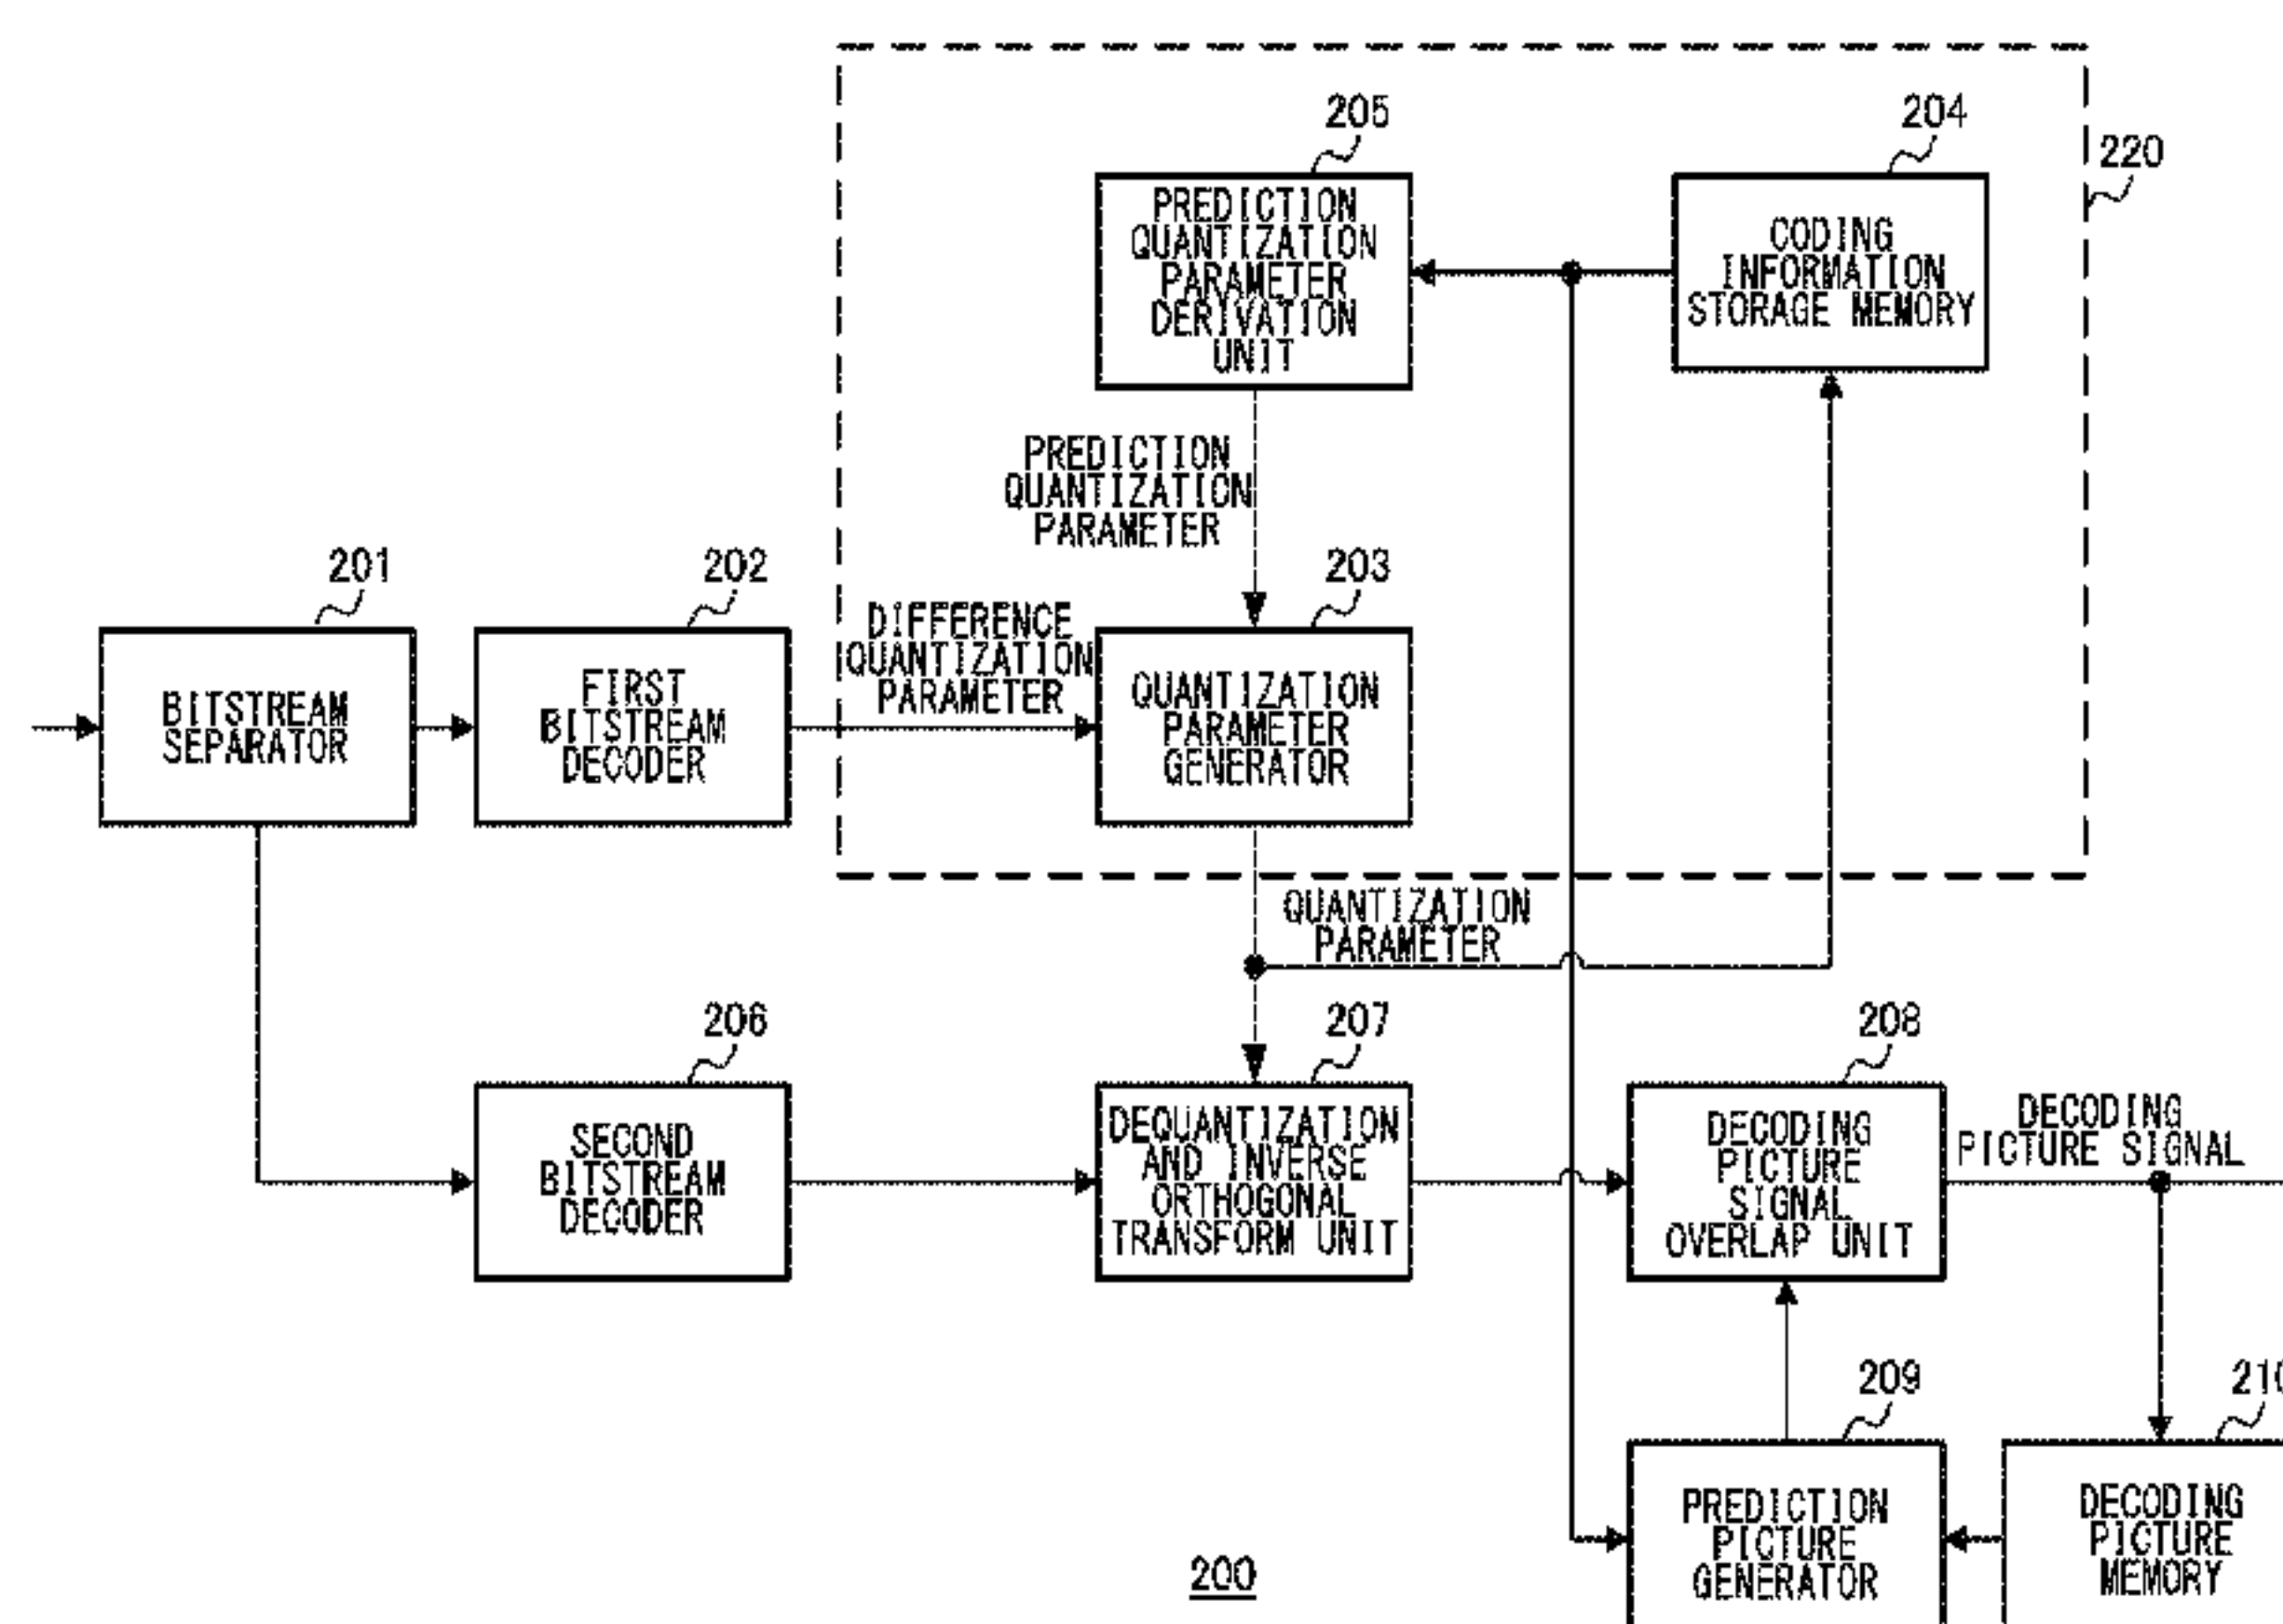 205
204
220
PREDICTION
QUANTIZATION
PARAMETER
DERIVATION
UNIT
CODING
INFORMATION
STORAGE MEMORY
PREDICTION
QUANTIZATION
PARAMETER
201
202
203
DIFFERENCE
QUANTIZATION
PARAMETER
BITSTREAM
SEPARATOR
FIRST
BITSTREAM
DECODER
QUANTIZATION
PARAMETER
GENERATOR
QUANTIZATION
PARAMETER
206
207
208
SECOND
BITSTREAM
DECODER
DEQUANTIZATION
AND INVERSE
ORTHOGONAL
TRANSFORM UNIT
DECODING
PICTURE
SIGNAL
OVERLAP UNIT
DECODING
PICTURE SIGNAL
209
210
PREDICTION
PICTURE
GENERATOR
DECODING
PICTURE
MEMORY
200